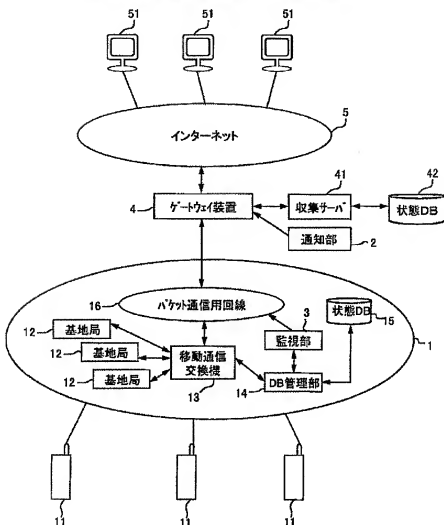 51
51
51
インターネット
5
41
42
ゲートウェイ装置
収集サーバ
状態DB
4
通知部
2
16
パケット通信用回線
3
状態DB
12
基地局
監視部
15
12
基地局
移動通信
交換機
1
12
基地局
DB管理部
13
14
11
11
11